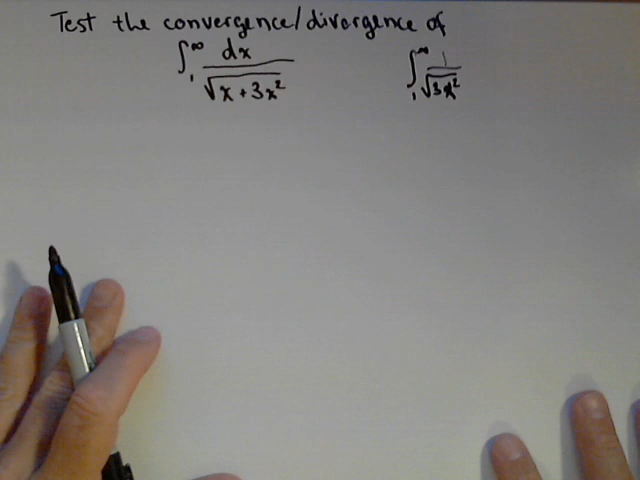 Test the convergence/divergence of
∫₁^∞ dx/√(x+3x²) ∫₁^∞ 1/√(3x²)